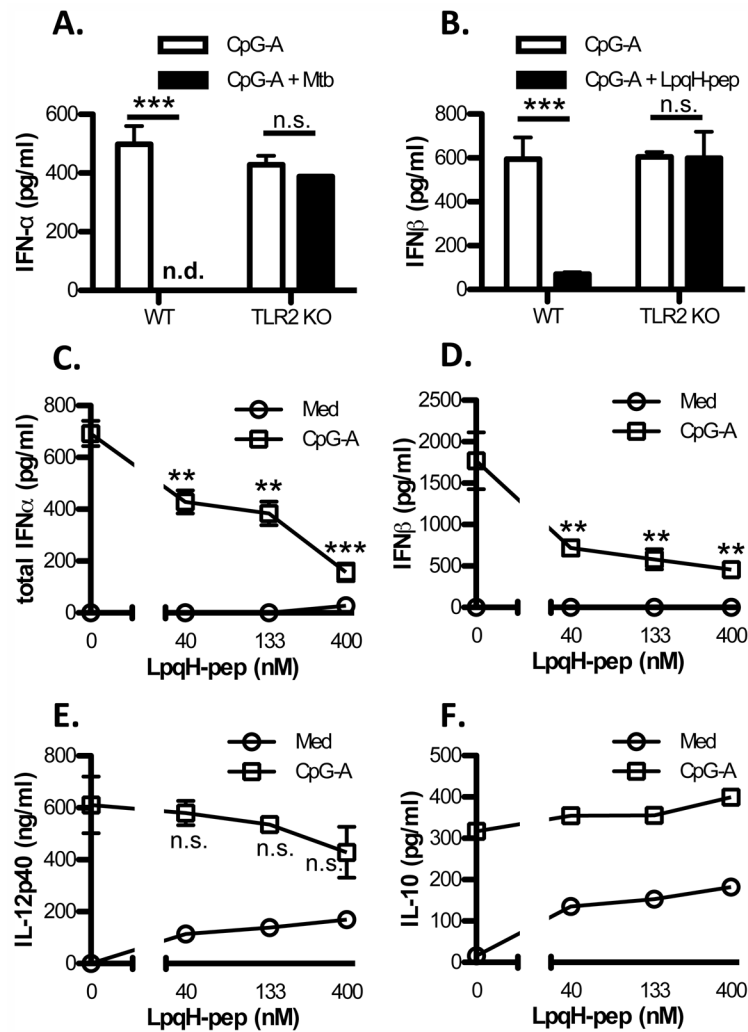 A.
CpG-A
CpG-A + Mtb
IFN-α (pg/ml)
600
400
200
0
***
n.s.
n.d.
WT
TLR2 KO
B.
CpG-A
CpG-A + LpqH-pep
IFNβ (pg/ml)
800
600
400
200
0
***
n.s.
WT
TLR2 KO
C.
Med
CpG-A
total IFNα (pg/ml)
800
600
400
200
0
**
**
***
0
40
133
400
LpqH-pep (nM)
D.
Med
CpG-A
IFNβ (pg/ml)
2500
2000
1500
1000
500
0
**
**
**
0
40
133
400
LpqH-pep (nM)
E.
Med
CpG-A
IL-12p40 (ng/ml)
800
600
400
200
0
n.s.
n.s.
n.s.
0
40
133
400
LpqH-pep (nM)
F.
Med
CpG-A
IL-10 (pg/ml)
500
400
300
200
100
0
0
40
133
400
LpqH-pep (nM)